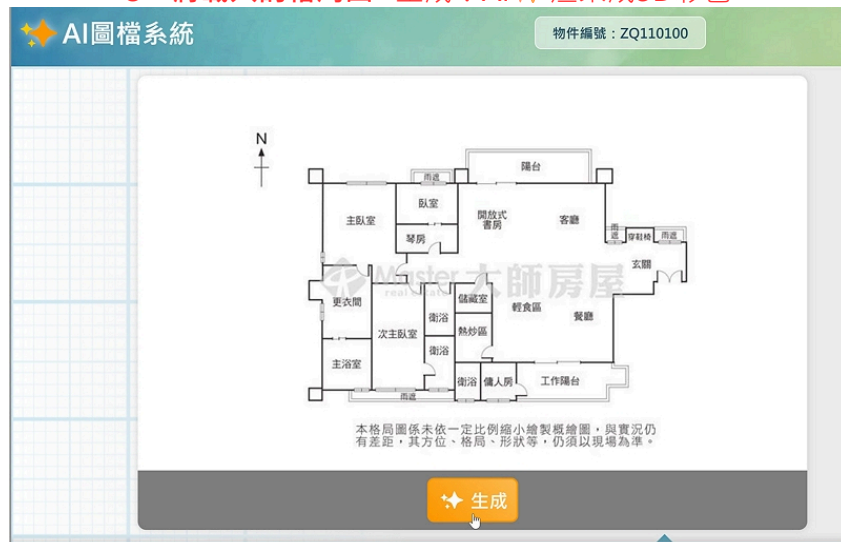 AI圖檔系統
物件編號：ZQ110100
N
陽台
雨遮
臥室
主臥室
開放式
書房
客廳
琴房
雨遮
穿鞋椅
雨遮
玄關
Master 大師房屋
real estate
更衣間
儲藏室
衛浴
輕食區
餐廳
次主臥室
熱炒區
衛浴
主浴室
衛浴
傭人房
工作陽台
雨遮
本格局圖係未依一定比例縮小繪製概繪圖，與實況仍
有差距，其方位、格局、形狀等，仍須以現場為準。
生成